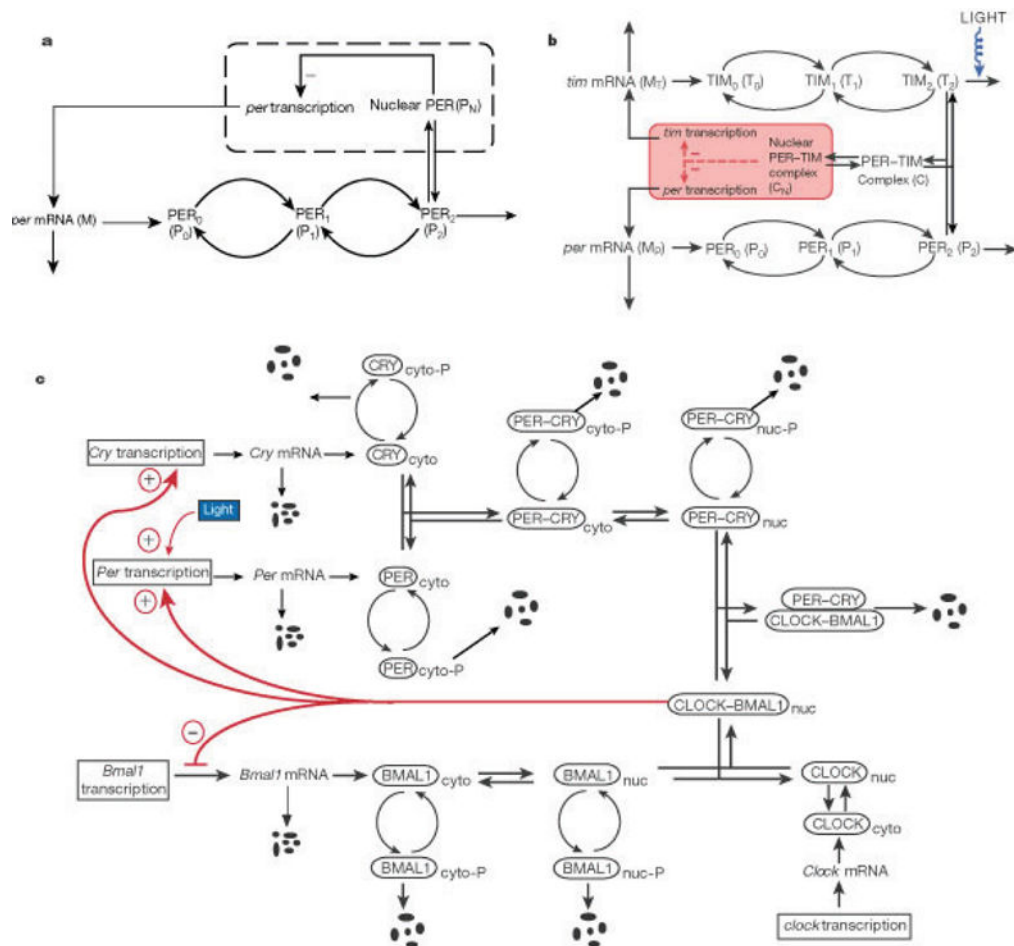 a
per transcription
Nuclear PER (PN)
–
per mRNA (M)
PER0
(P0)
PER1
(P1)
PER2
(P2)
b
LIGHT
tim mRNA (MT)
TIM0 (T0)
TIM1 (T1)
TIM2 (T2)
tim transcription
–
–
per transcription
Nuclear
PER–TIM
complex
(CN)
PER–TIM
Complex (C)
per mRNA (MP)
PER0 (P0)
PER1 (P1)
PER2 (P2)
c
CRY cyto-P
PER–CRY cyto-P
PER–CRY nuc-P
Cry transcription
Cry mRNA
CRY cyto
+
Light
PER–CRY cyto
PER–CRY nuc
+
Per transcription
Per mRNA
PER cyto
+
PER–CRY
CLOCK–BMAL1
PER cyto-P
CLOCK–BMAL1 nuc
–
Bmal1
transcription
Bmal1 mRNA
BMAL1 cyto
BMAL1 nuc
CLOCK nuc
CLOCK cyto
BMAL1 cyto-P
BMAL1 nuc-P
Clock mRNA
clock transcription